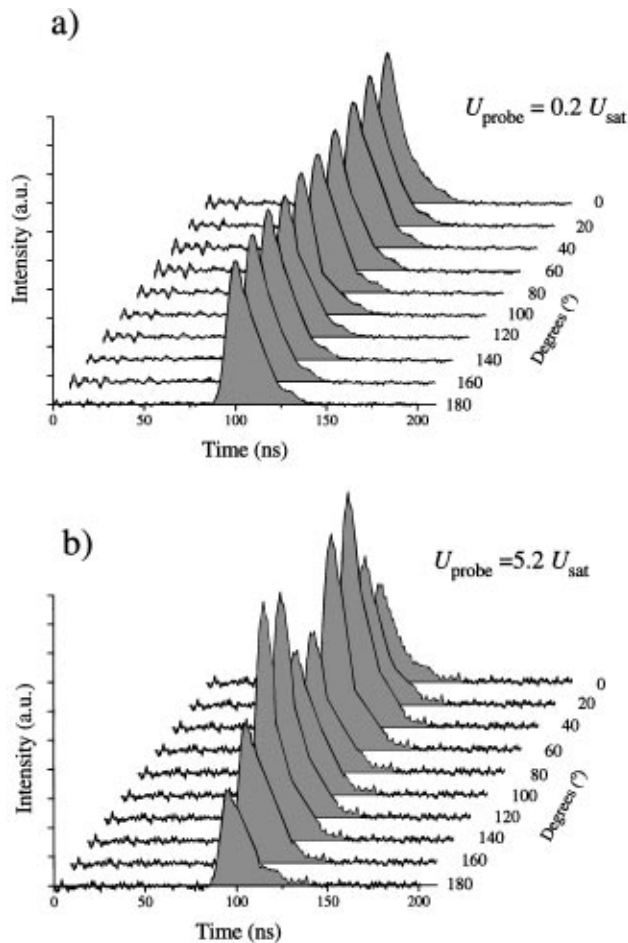 a)
U_probe = 0.2 U_sat
Intensity (a.u.)
0
20
40
60
80
100
120
140
160
180
Degrees (°)
0 50 100 150 200
Time (ns)
b)
U_probe =5.2 U_sat
Intensity (a.u.)
0
20
40
60
80
100
120
140
160
180
Degrees (°)
0 50 100 150 200
Time (ns)